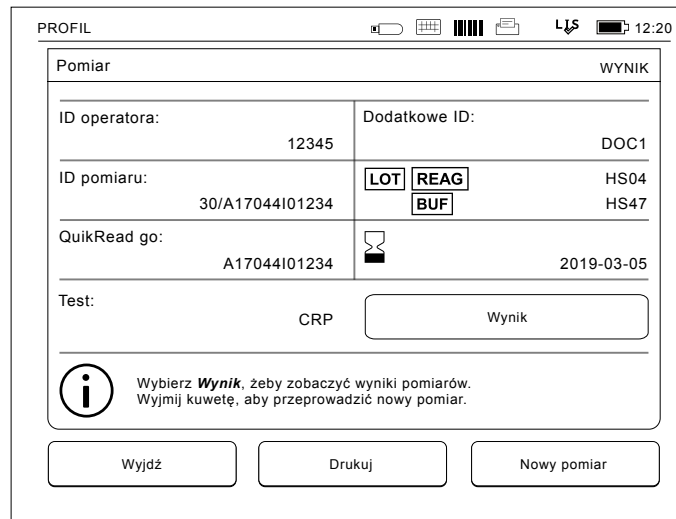 PROFIL LIS 12:20
Pomiar WYNIK
ID operatora: Dodatkowe ID:
12345 DOC1
ID pomiaru: LOT REAG HS04
30/A17044I01234 BUF HS47
QuikRead go:
A17044I01234 2019-03-05
Test:
CRP Wynik
Wybierz Wynik, żeby zobaczyć wyniki pomiarów.
Wyjmij kuwetę, aby przeprowadzić nowy pomiar.
Wyjdź Drukuj Nowy pomiar